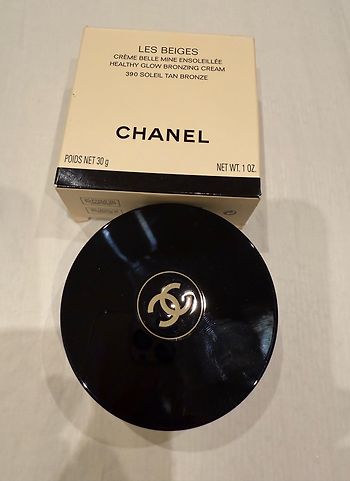 LES BEIGES
CRÈME BELLE MINE ENSOLEILLÉE
HEALTHY GLOW BRONZING CREAM
390 SOLEIL TAN BRONZE
CHANEL
POIDS NET 30 g
NET WT. 1 OZ.